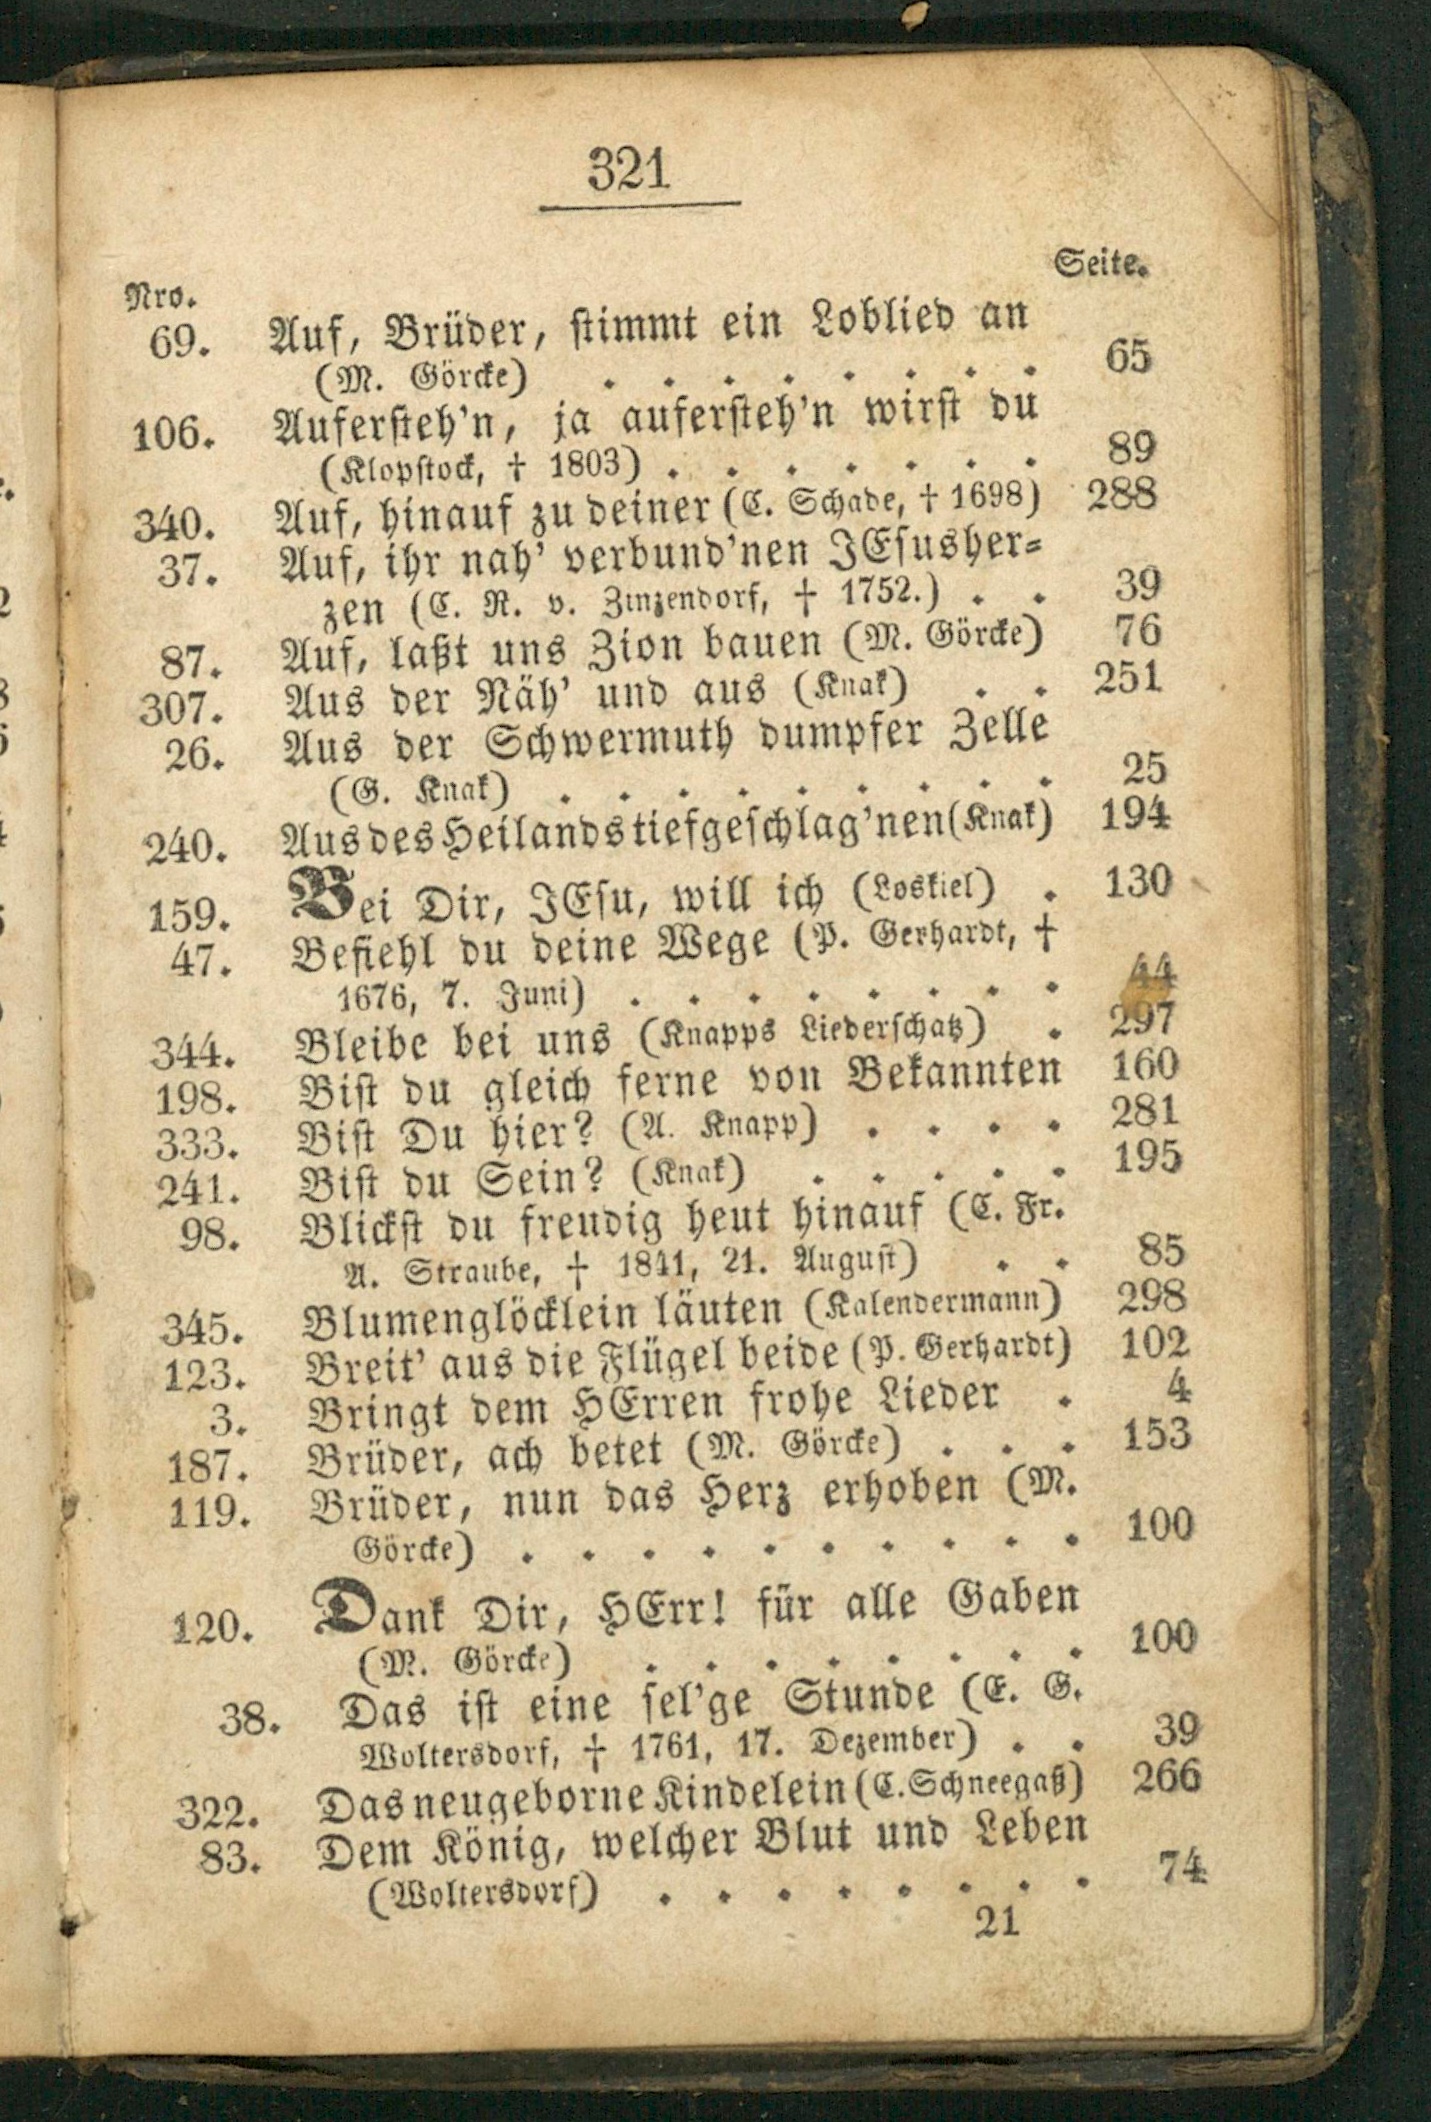 321
Seite.
Nro.
69. Auf, Brüder, stimmt ein Loblied an
(M. Görcke) . . . . . . . . 65
106. Aufersteh'n, ja aufersteh'n wirst du
(Klopstock, † 1803) . . . . . . . 89
340. Auf, hinauf zu deiner (C. Schade, † 1698) 288
37. Auf, ihr nah' verbund'nen JEsusher-
zen (C. R. v. Zinzendorf, † 1752.) . . 39
87. Auf, laßt uns Zion bauen (M. Görcke) 76
307. Aus der Näh' und aus (Knak) . . 251
26. Aus der Schwermuth dumpfer Zelle
(G. Knak) . . . . . . . . . 25
240. Aus des Heilands tiefgeschlag'nen (Knak) 194
159. Bei Dir, JEsu, will ich (Loskiel) . 130
47. Befiehl du deine Wege (P. Gerhardt, †
1676, 7. Juni) . . . . . . . . 44
344. Bleibe bei uns (Knapps Liederschatz) . 297
198. Bist du gleich ferne von Bekannten 160
333. Bist Du hier? (A. Knapp) . . . . 281
241. Bist du Sein? (Knak) . . . . . 195
98. Blickst du freudig heut hinauf (C. Fr.
A. Straube, † 1841, 21. August) . . 85
345. Blumenglöcklein läuten (Kalendermann) 298
123. Breit' aus die Flügel beide (P. Gerhardt) 102
3. Bringt dem HErren frohe Lieder . 4
187. Brüder, ach betet (M. Görcke) . . . 153
119. Brüder, nun das Herz erhoben (M.
Görcke) . . . . . . . . . . 100
120. Dank Dir, HErr! für alle Gaben
(M. Görcke) . . . . . . . . 100
38. Das ist eine sel'ge Stunde (E. G.
Woltersdorf, † 1761, 17. Dezember) . . 39
322. Das neugeborne Kindelein (C. Schneegaß) 266
83. Dem König, welcher Blut und Leben
(Woltersdorf) . . . . . . . . 74
21